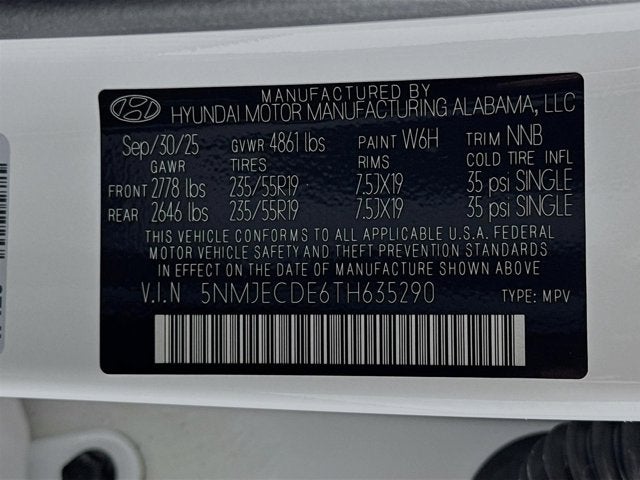 MANUFACTURED BY
HYUNDAI MOTOR MANUFACTURING ALABAMA, LLC
Sep/30/25 GVWR 4861 lbs PAINT W6H TRIM NNB
GAWR TIRES RIMS COLD TIRE INFL
FRONT 2778 lbs 235/55R19 7.5JX19 35 psi SINGLE
REAR 2646 lbs 235/55R19 7.5JX19 35 psi SINGLE
THIS VEHICLE CONFORMS TO ALL APPLICABLE U.S.A. FEDERAL
MOTOR VEHICLE SAFETY AND THEFT PREVENTION STANDARDS
IN EFFECT ON THE DATE OF MANUFACTURE SHOWN ABOVE
V.I.N 5NMJECDE6TH635290 TYPE: MPV